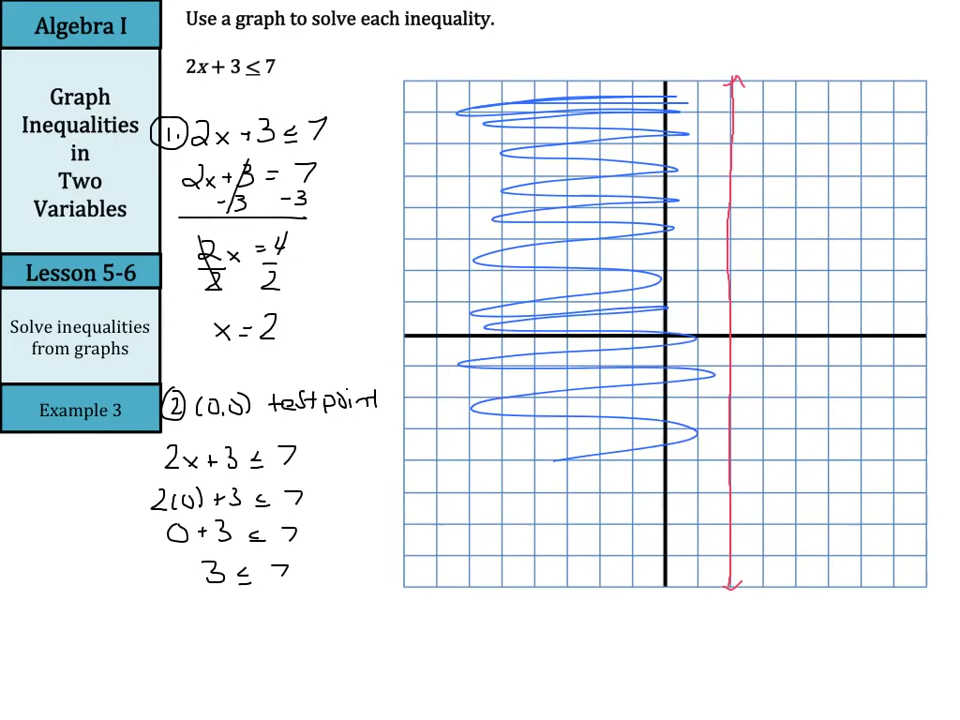 Algebra I
Graph
Inequalities
in
Two
Variables
Lesson 5-6
Solve inequalities
from graphs
Example 3
Use a graph to solve each inequality.
2x + 3 ≤ 7
1. 2x + 3 ≤ 7
2x + 3 = 7
-3 -3
2x = 4
2 2
x = 2
2 (0,0) test point
2x + 3 ≤ 7
2(0) + 3 ≤ 7
0 + 3 ≤ 7
3 ≤ 7